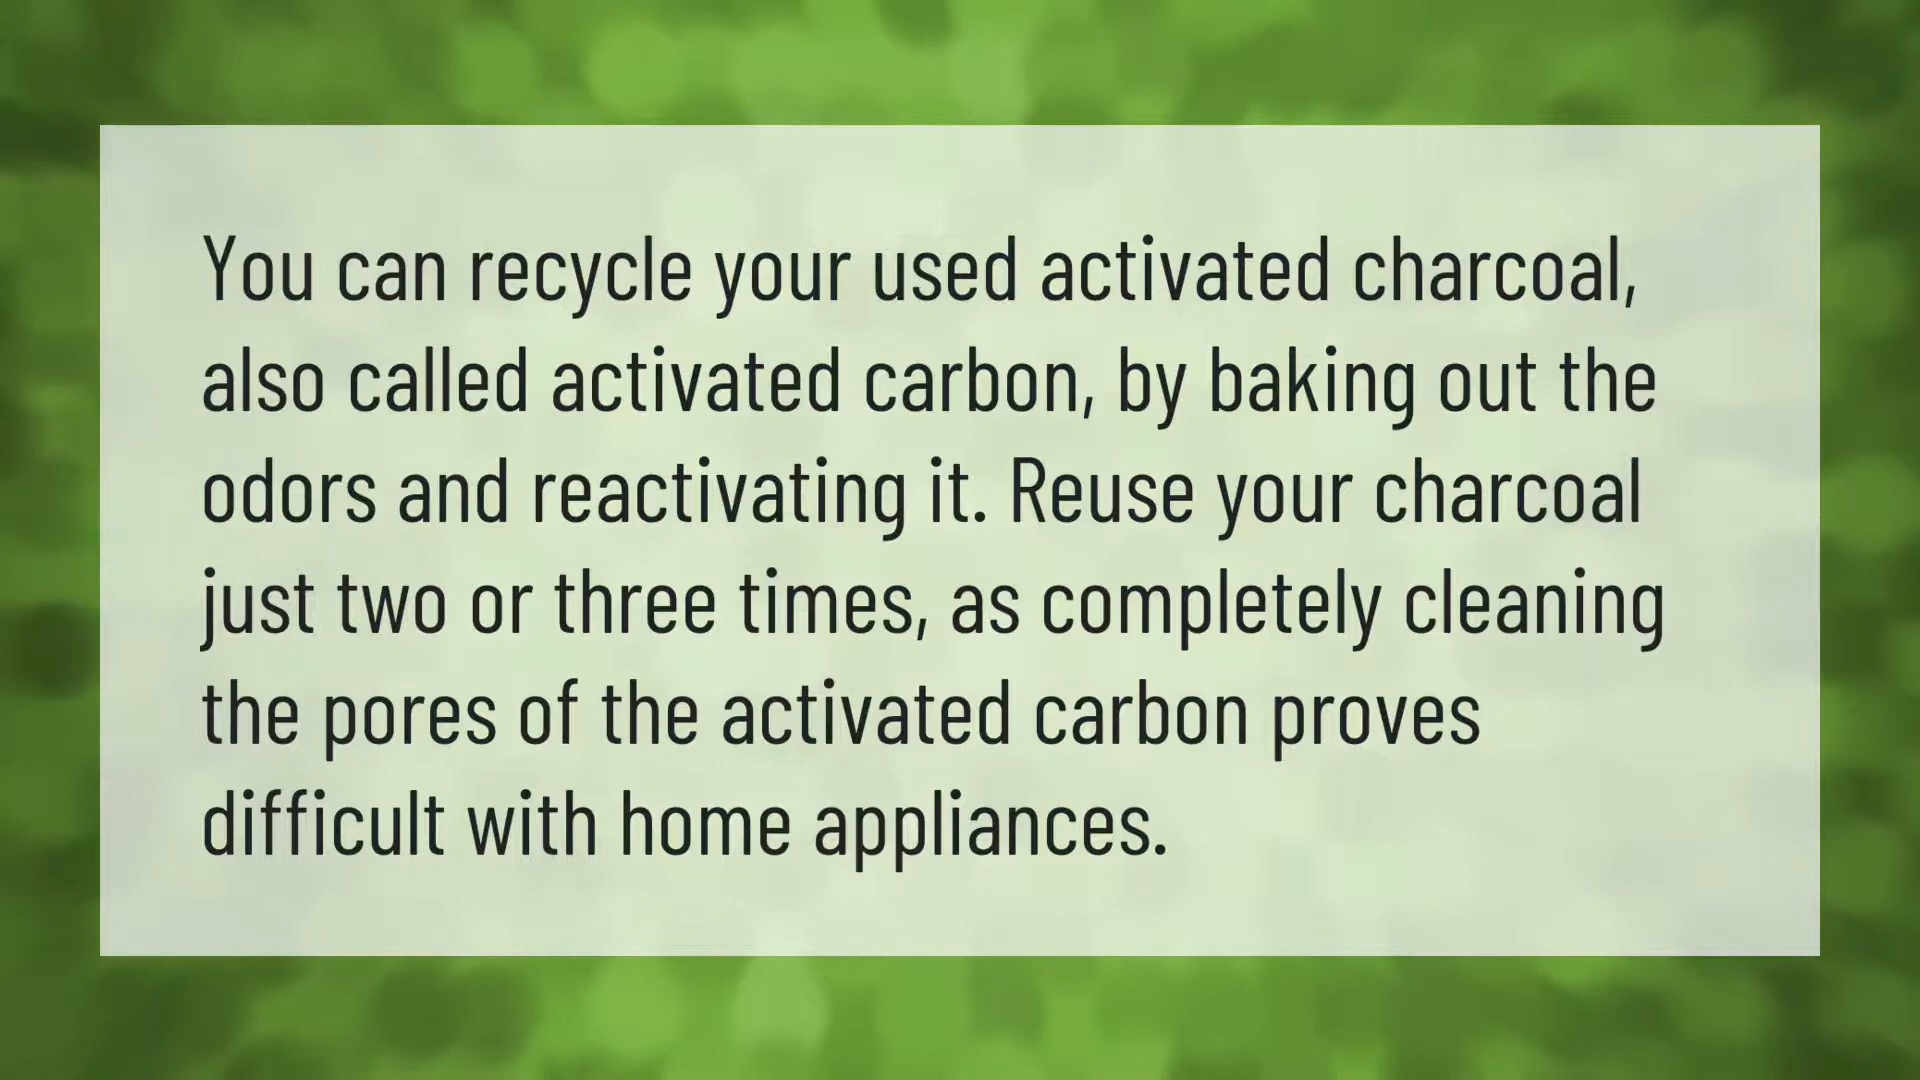 You can recycle your used activated charcoal,
also called activated carbon, by baking out the
odors and reactivating it. Reuse your charcoal
just two or three times, as completely cleaning
the pores of the activated carbon proves
difficult with home appliances.